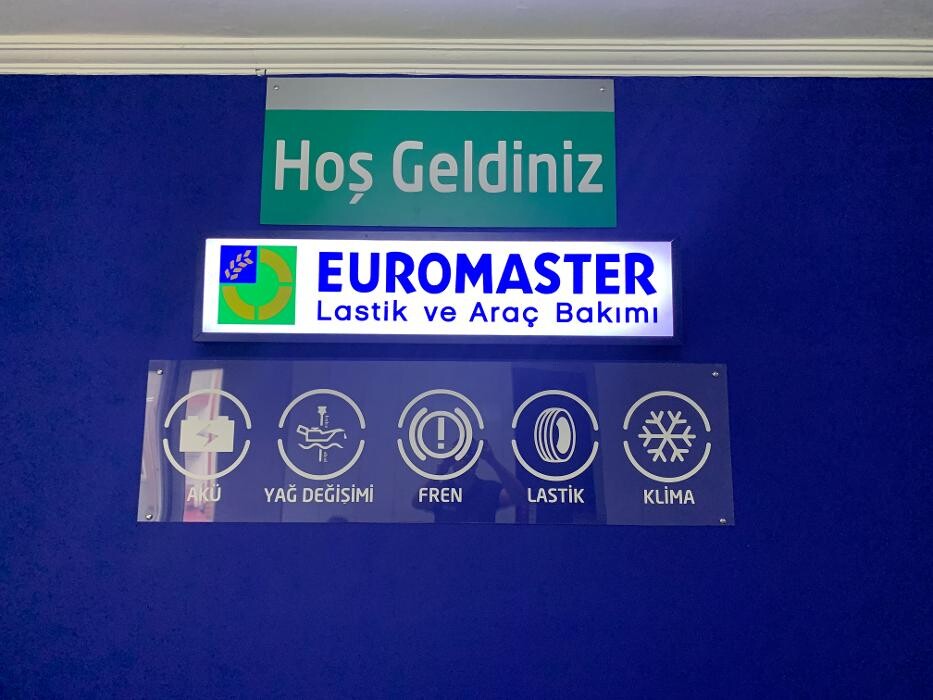 Hoş Geldiniz
EUROMASTER
Lastik ve Araç Bakımı
AKÜ YAĞ DEĞİŞİMİ FREN LASTİK KLİMA